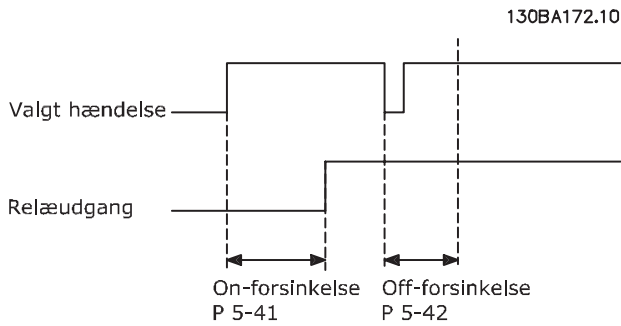 130BA172.10
Valgt hændelse
Relæudgang
On-forsinkelse
P 5-41
Off-forsinkelse
P 5-42